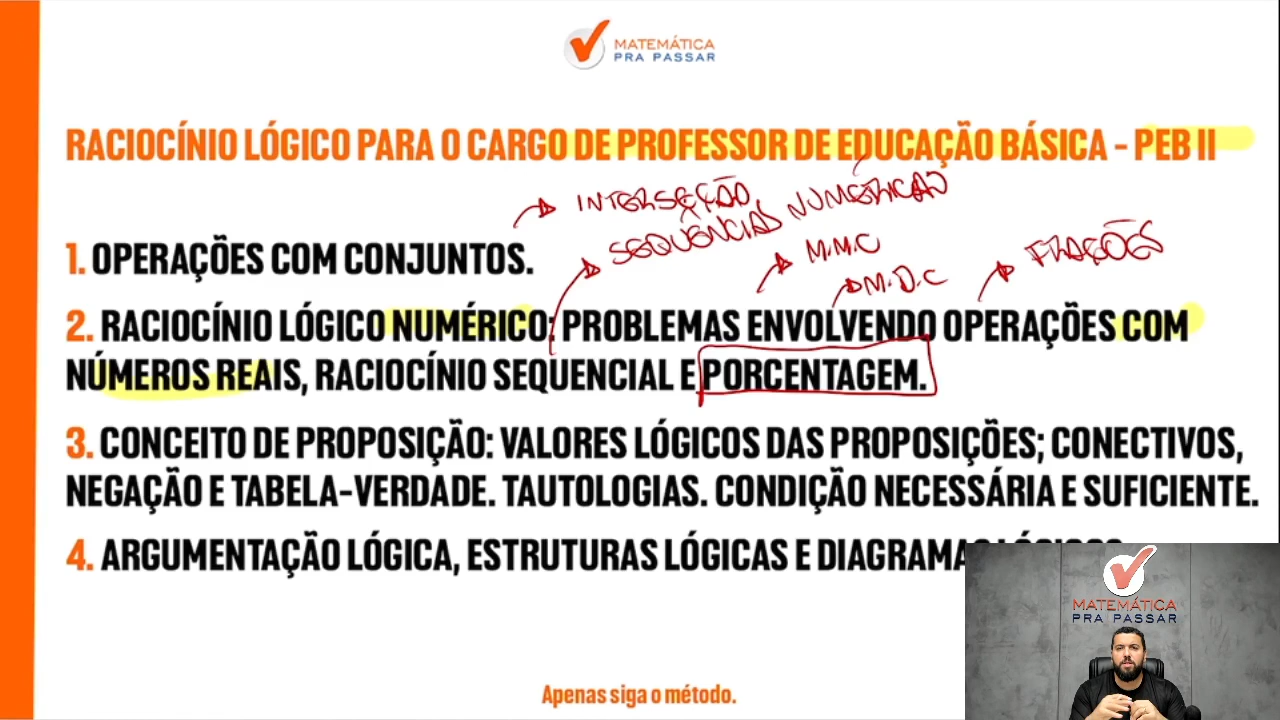 MATEMÁTICA
PRA PASSAR
RACIOCÍNIO LÓGICO PARA O CARGO DE PROFESSOR DE EDUCAÇÃO BÁSICA - PEB II
INTERSEÇÃO
SEQUÊNCIAS NUMÉRICAS
M.M.C
FRAÇÕES
M.D.C
1. OPERAÇÕES COM CONJUNTOS.
2. RACIOCÍNIO LÓGICO NUMÉRICO: PROBLEMAS ENVOLVENDO OPERAÇÕES COM
NÚMEROS REAIS, RACIOCÍNIO SEQUENCIAL E PORCENTAGEM.
3. CONCEITO DE PROPOSIÇÃO: VALORES LÓGICOS DAS PROPOSIÇÕES; CONECTIVOS,
NEGAÇÃO E TABELA-VERDADE. TAUTOLOGIAS. CONDIÇÃO NECESSÁRIA E SUFICIENTE.
4. ARGUMENTAÇÃO LÓGICA, ESTRUTURAS LÓGICAS E
MATEMÁTICA
PRA PASSAR
Apenas siga o método.